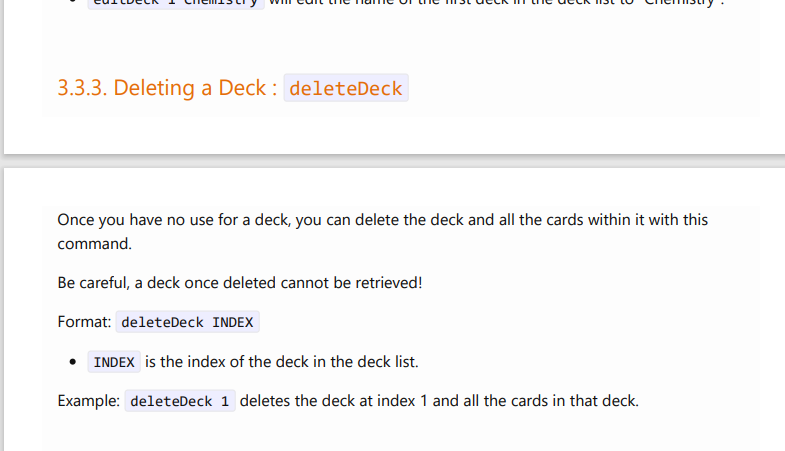 • editDeck 1 Chemistry will edit the name of the first deck in the deck list to "Chemistry".
3.3.3. Deleting a Deck : deleteDeck
Once you have no use for a deck, you can delete the deck and all the cards within it with this
command.
Be careful, a deck once deleted cannot be retrieved!
Format: deleteDeck INDEX
• INDEX is the index of the deck in the deck list.
Example: deleteDeck 1 deletes the deck at index 1 and all the cards in that deck.